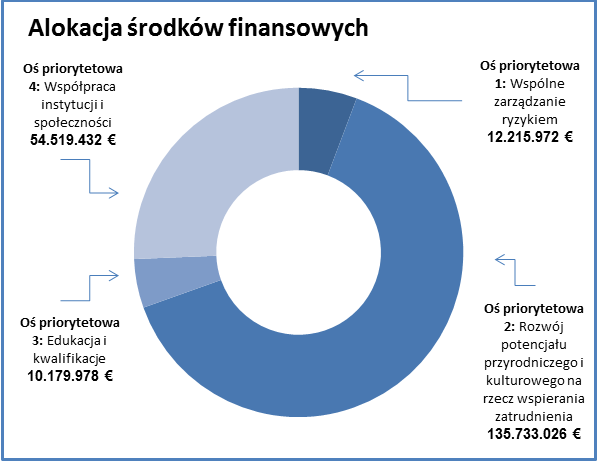 Alokacja środków finansowych
Oś priorytetowa
4: Współpraca
instytucji i
społeczności
54.519.432 €
Oś priorytetowa
1: Wspólne
zarządzanie
ryzykiem
12.215.972 €
Oś priorytetowa
3: Edukacja i
kwalifikacje
10.179.978 €
Oś priorytetowa
2: Rozwój
potencjału
przyrodniczego i
kulturowego na
rzecz wspierania
zatrudnienia
135.733.026 €